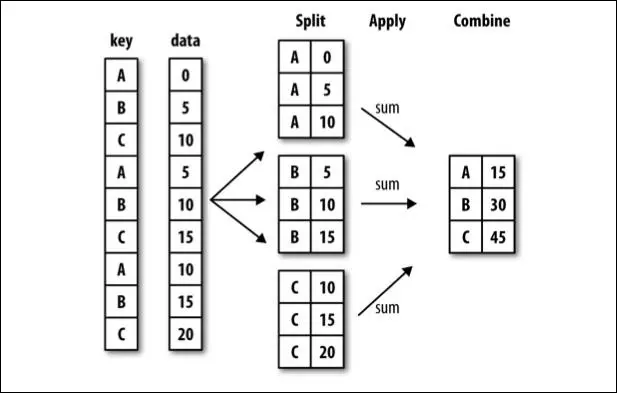 Split Apply Combine
key data
A 0
B 5
C 10
A 5
B 10
C 15
A 10
B 15
C 20
A 0
A 5
A 10
B 5
B 10
B 15
C 10
C 15
C 20
sum
sum
sum
A 15
B 30
C 45